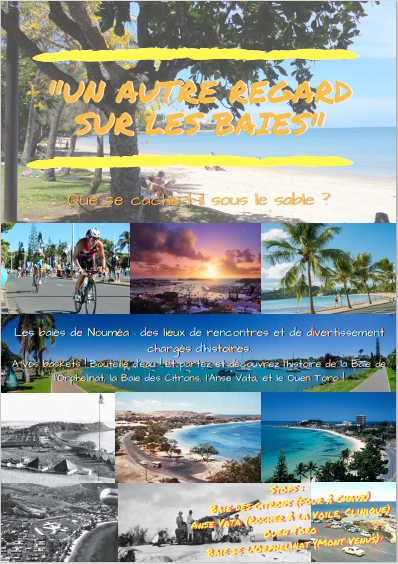 "UN AUTRE REGARD
SUR LES BAIES"
Que se cache-t-il sous le sable ?
Les baies de Nouméa : des lieux de rencontres et de divertissement
chargés d'histoires.
A vos baskets ! Bouteille d'eau ! Et partez et découvrez l'histoire de la Baie de
l'Orphelinat, la Baie des Citrons, l'Anse Vata, et le Ouen Toro !
Stops :
Baie des Citrons (Four à Chaux)
Anse Vata (Rocher à la Voile, Clinique)
Ouen Toro
Baie de l'Orphelinat (Mont Venus)